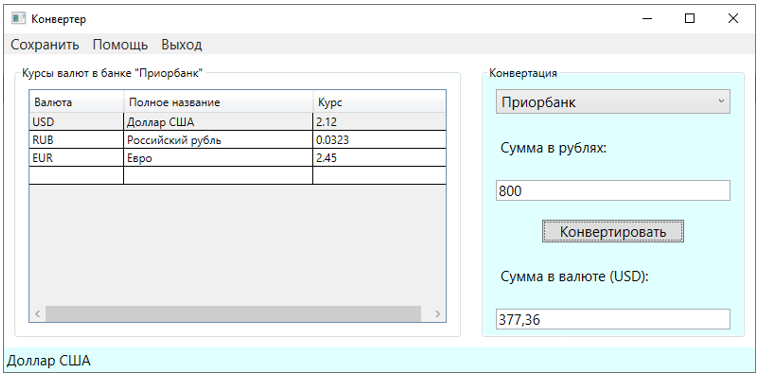 Конвертер
Сохранить Помощь Выход
Курсы валют в банке "Приорбанк"
Валюта Полное название Курс
USD Доллар США 2.12
RUB Российский рубль 0.0323
EUR Евро 2.45
Конвертация
Приорбанк
Сумма в рублях:
800
Конвертировать
Сумма в валюте (USD):
377,36
Доллар США